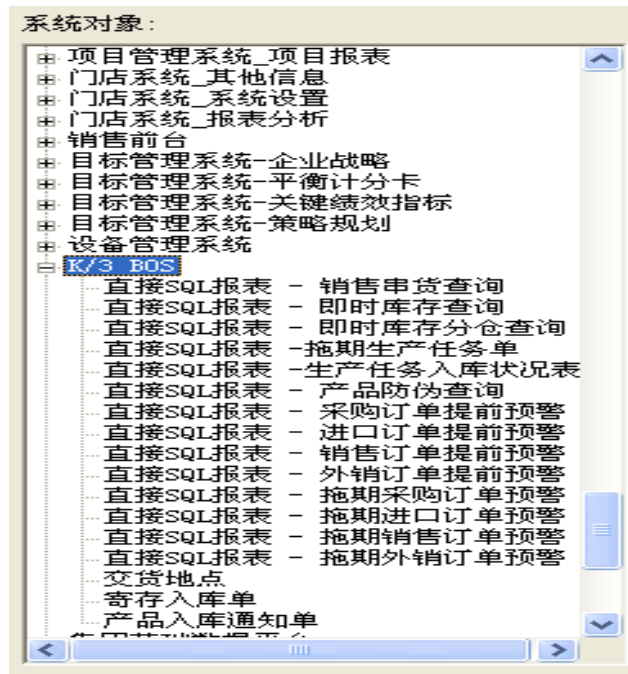 系统对象:
项目管理系统_项目报表
门店系统_其他信息
门店系统_系统设置
门店系统_报表分析
销售前台
目标管理系统-企业战略
目标管理系统-平衡计分卡
目标管理系统-关键绩效指标
目标管理系统-策略规划
设备管理系统
K/3 BOS
直接SQL报表 - 销售串货查询
直接SQL报表 - 即时库存查询
直接SQL报表 - 即时库存分仓查询
直接SQL报表 -拖期生产任务单
直接SQL报表 -生产任务入库状况表
直接SQL报表 - 产品防伪查询
直接SQL报表 - 采购订单提前预警
直接SQL报表 - 进口订单提前预警
直接SQL报表 - 销售订单提前预警
直接SQL报表 - 外销订单提前预警
直接SQL报表 - 拖期采购订单预警
直接SQL报表 - 拖期进口订单预警
直接SQL报表 - 拖期销售订单预警
直接SQL报表 - 拖期外销订单预警
交货地点
寄存入库单
产品入库通知单